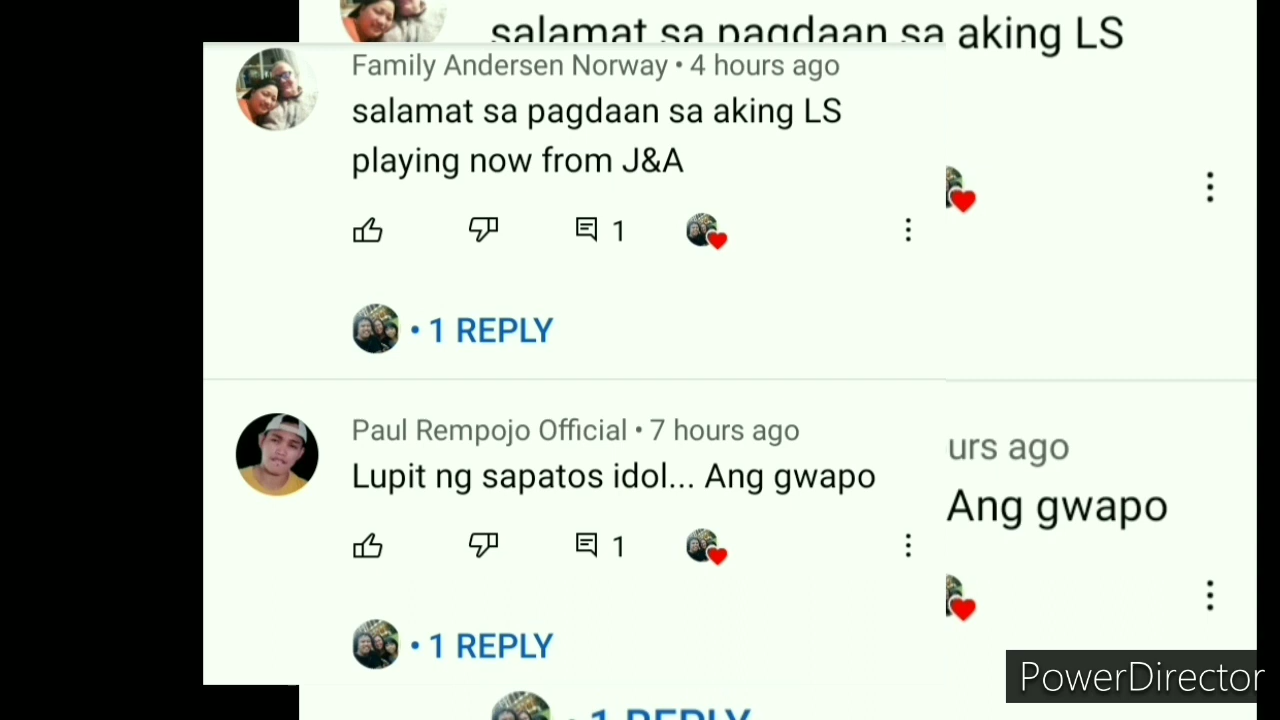 salamat sa pagdaan sa aking LS
Family Andersen Norway • 4 hours ago
salamat sa pagdaan sa aking LS
playing now from J&A
1
• 1 REPLY
Paul Rempojo Official • 7 hours ago
urs ago
Lupit ng sapatos idol... Ang gwapo
Ang gwapo
1
• 1 REPLY
PowerDirector
• 1 REPLY